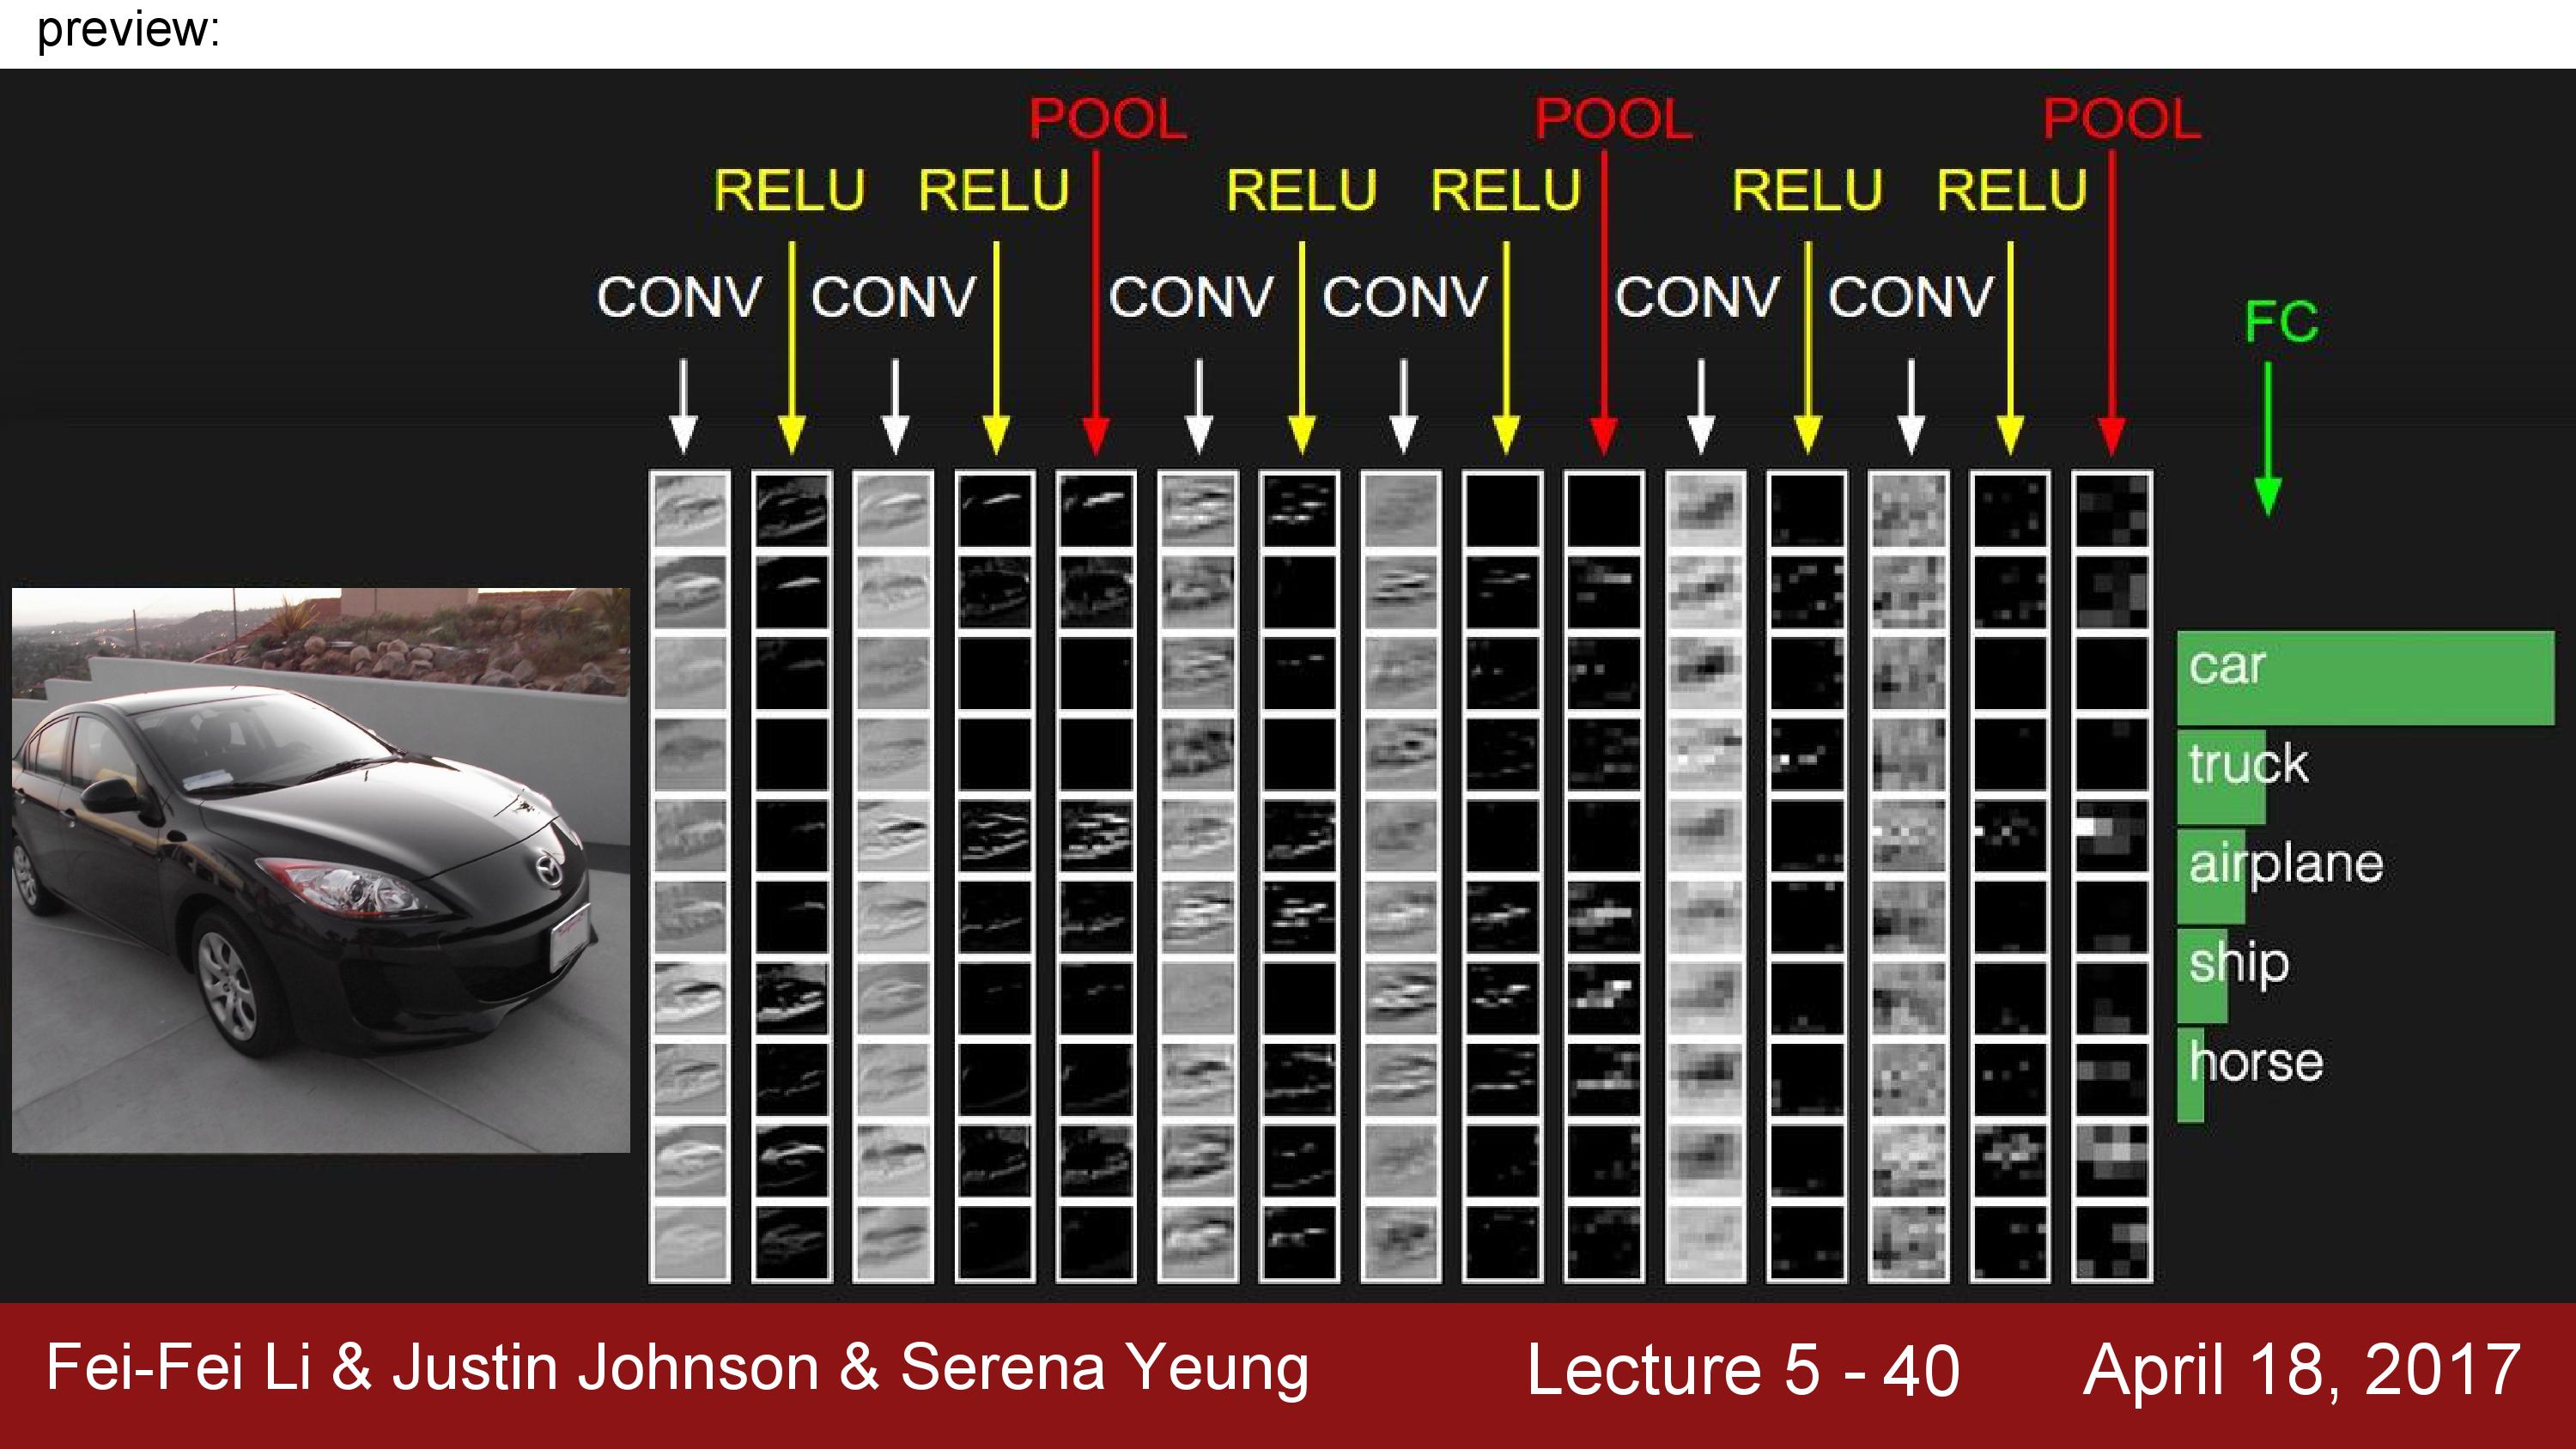 preview:
POOL POOL POOL
RELU RELU RELU RELU RELU RELU
CONV CONV CONV CONV CONV CONV
FC
car
truck
airplane
ship
horse
Fei-Fei Li & Justin Johnson & Serena Yeung Lecture 5 - 40 April 18, 2017